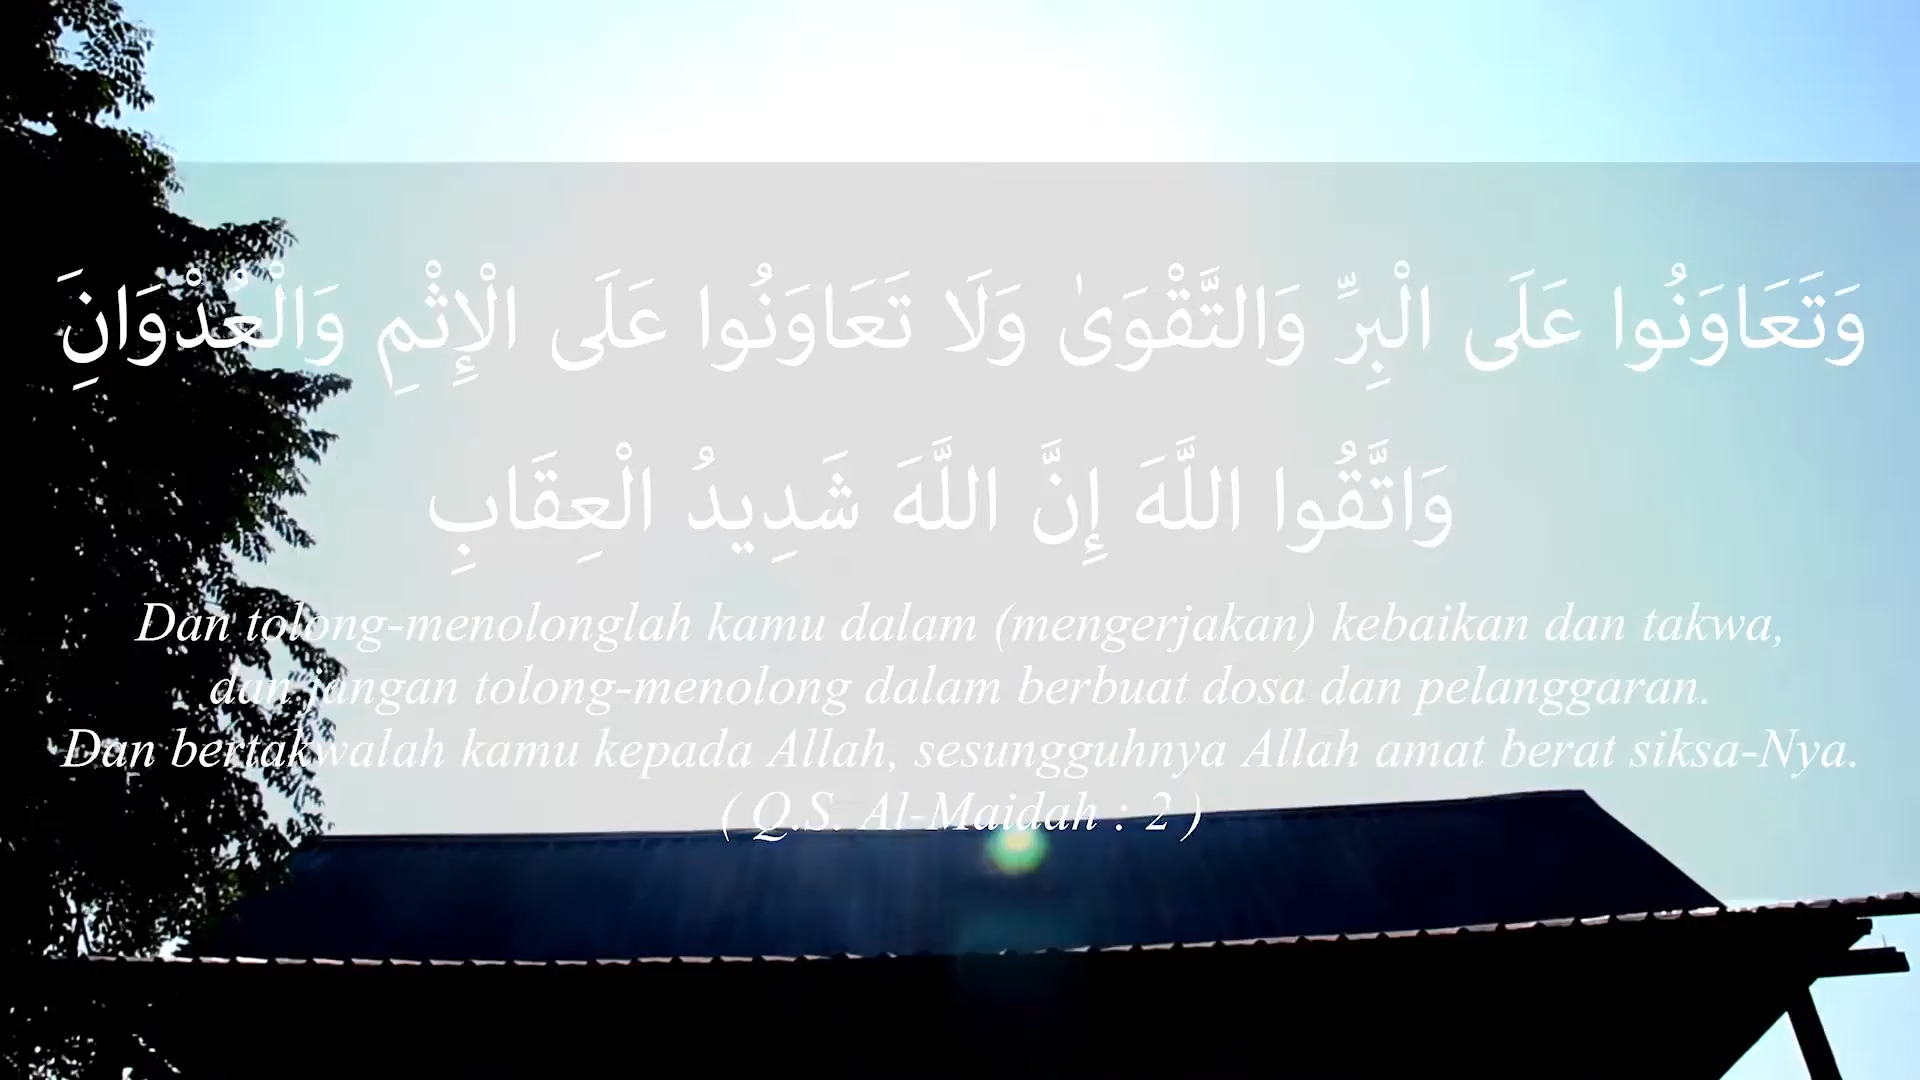 وَتَعَاوَنُوا عَلَى الْبِرِّ وَالتَّقْوَىٰ وَلَا تَعَاوَنُوا عَلَى الْإِثْمِ وَالْعُدْوَانِ
وَاتَّقُوا اللَّهَ إِنَّ اللَّهَ شَدِيدُ الْعِقَابِ
Dan tolong-menolonglah kamu dalam (mengerjakan) kebaikan dan takwa,
dan jangan tolong-menolong dalam berbuat dosa dan pelanggaran.
Dan bertakwalah kamu kepada Allah, sesungguhnya Allah amat berat siksa-Nya.
( Q.S. Al-Maidah : 2 )